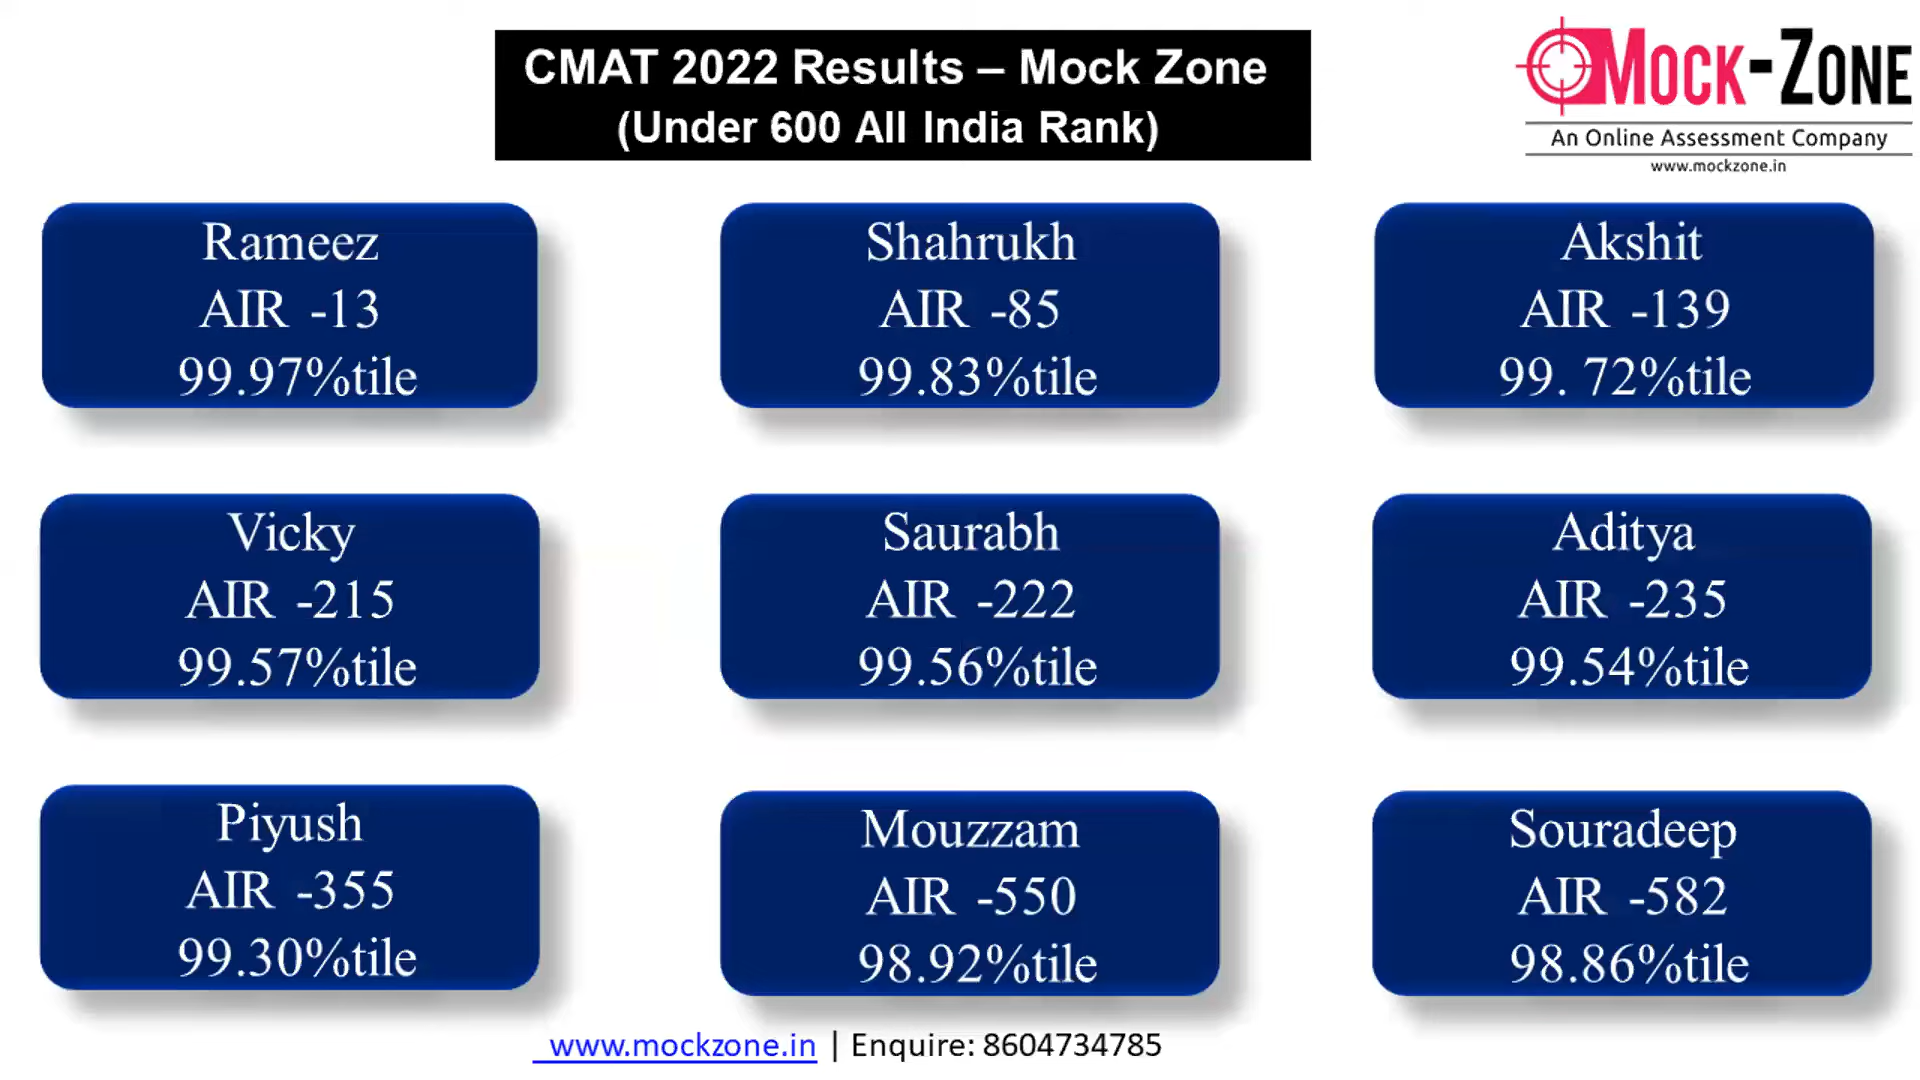 CMAT 2022 Results – Mock Zone
(Under 600 All India Rank)
Mock-Zone
An Online Assessment Company
www.mockzone.in
Rameez
AIR -13
99.97%tile
Shahrukh
AIR -85
99.83%tile
Akshit
AIR -139
99. 72%tile
Vicky
AIR -215
99.57%tile
Saurabh
AIR -222
99.56%tile
Aditya
AIR -235
99.54%tile
Piyush
AIR -355
99.30%tile
Mouzzam
AIR -550
98.92%tile
Souradeep
AIR -582
98.86%tile
www.mockzone.in | Enquire: 8604734785